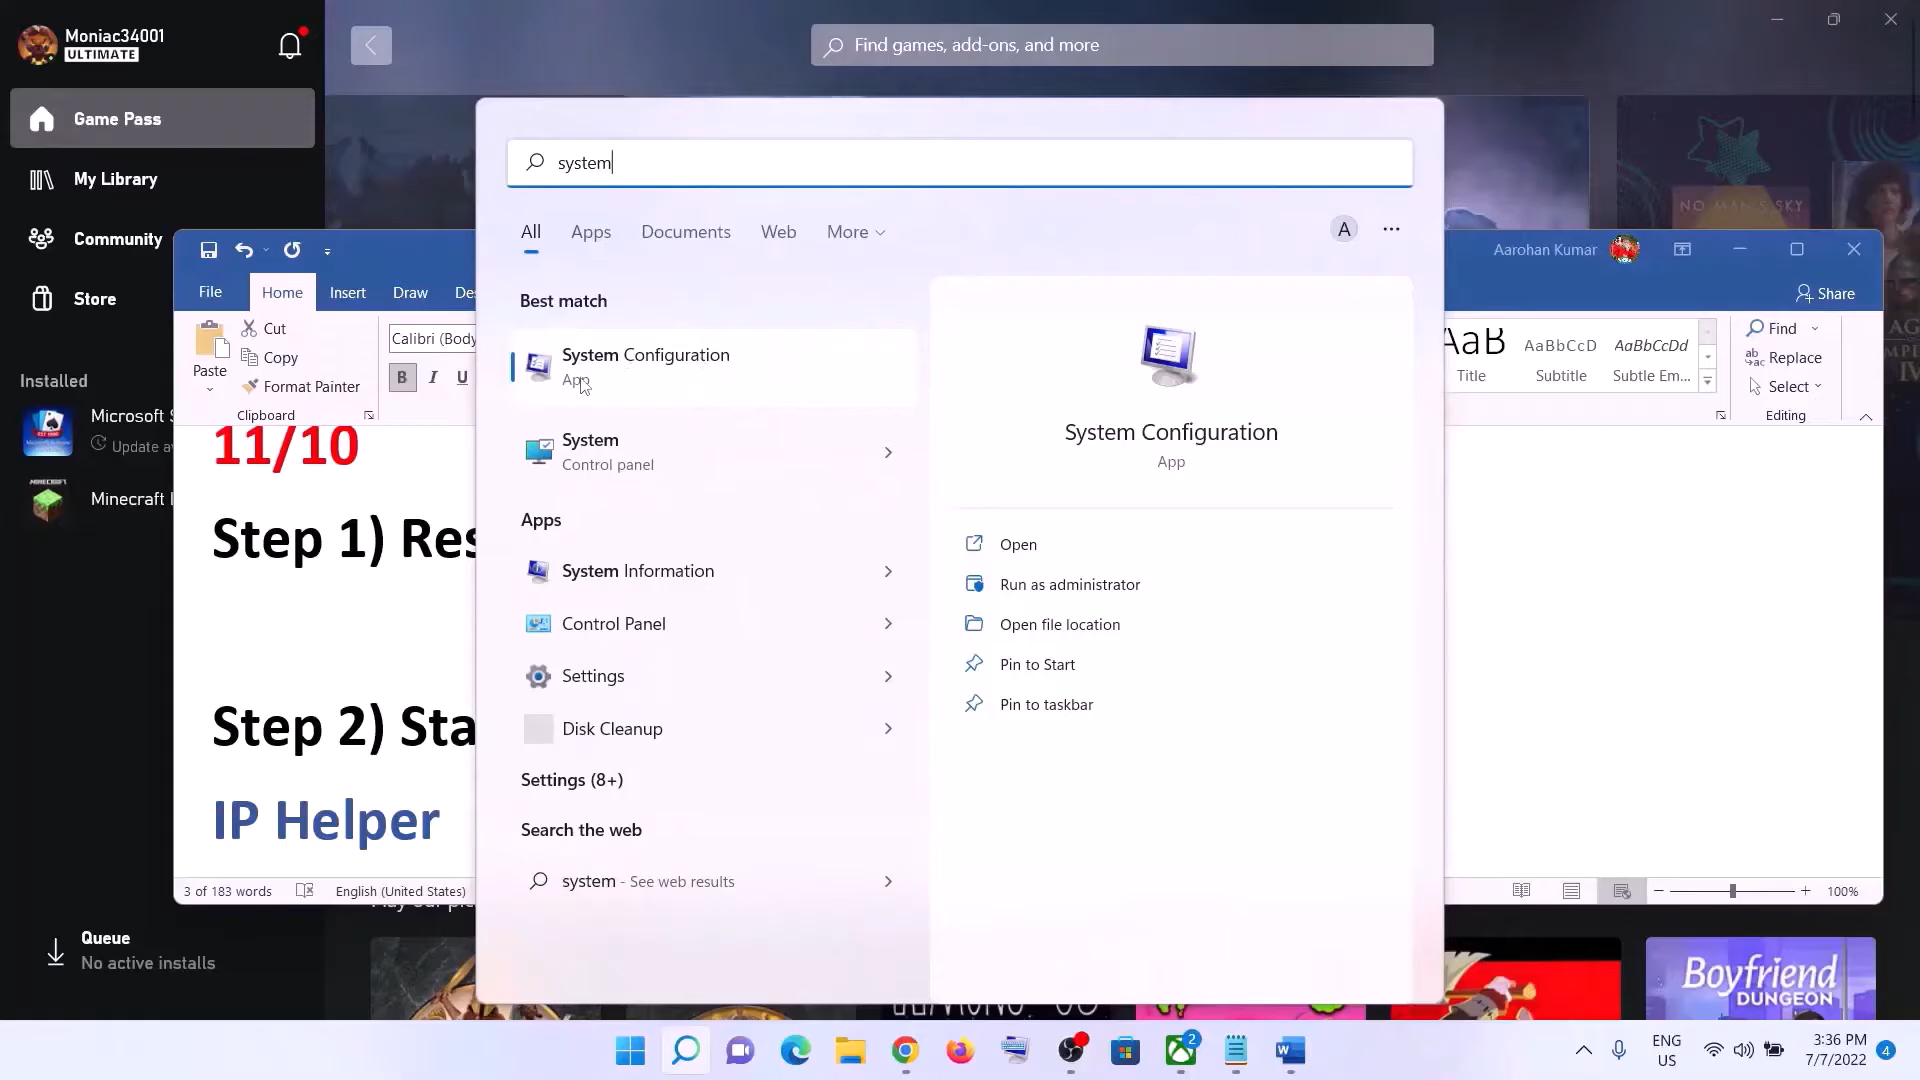 Moniac34001
ULTIMATE
Game Pass
My Library
Community
Store
Installed
Microsoft S
Update av
MINECRAFT
Minecraft
Queue
No active installs
Find games, add-ons, and more
File
Home
Insert
Draw
Des
Paste
Cut
Copy
Format Painter
Clipboard
Calibri (Body
B
I
U
11/10
Step 1) Res
Step 2) Sta
IP Helper
3 of 183 words
English (United States)
system
All
Apps
Documents
Web
More
A
Best match
System Configuration
App
System
Control panel
Apps
System Information
Control Panel
Settings
Disk Cleanup
Settings (8+)
Search the web
system - See web results
System Configuration
App
Open
Run as administrator
Open file location
Pin to Start
Pin to taskbar
NO MAN'S SKY
Aarohan Kumar
Share
AaB
Title
AaBbCcD
Subtitle
AaBbCcDd
Subtle Em...
Find
Replace
Select
Editing
100%
Boyfriend
DUNGEON
2
ENG
US
3:36 PM
7/7/2022
4